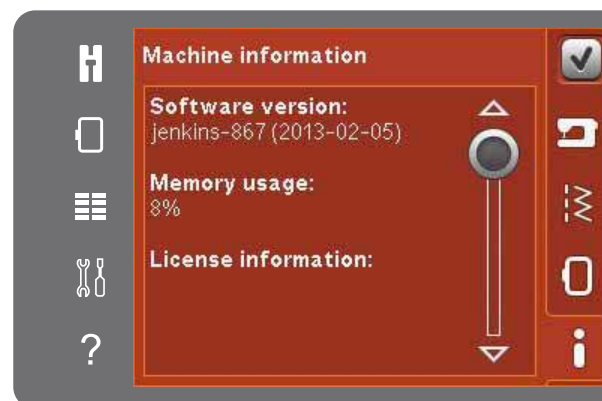 Machine information
Software version:
jenkins-867 (2013-02-05)
Memory usage:
8%
License information:
?